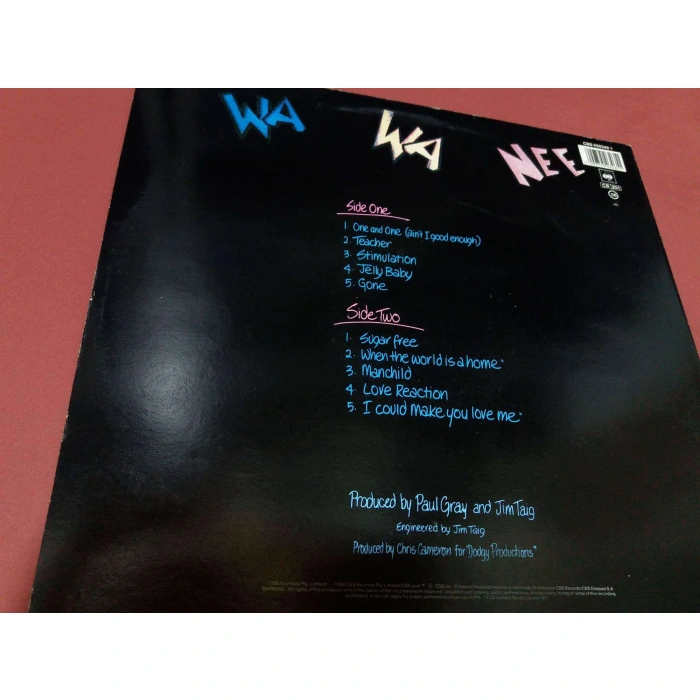 WA WA NEE
Side One
1. One and One (ain't I good enough)
2. Teacher
3. Stimulation
4. Jelly Baby
5. Gone
Side Two
1. Sugar free
2. When the world is a home*
3. Manchild
4. Love Reaction
5. I could make you love me*
Produced by Paul Gray and Jim Taig
Engineered by Jim Taig
Produced by Chris Cameron for Dodgy Productions*